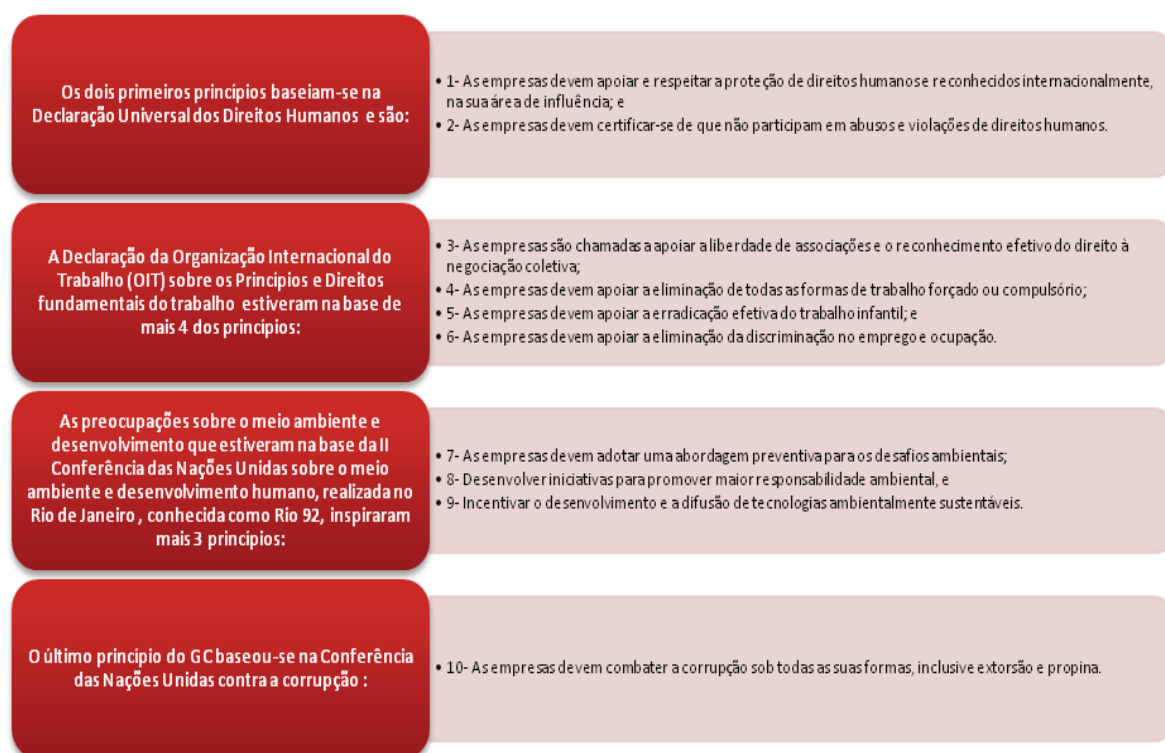 Os dois primeiros princípios baseiam-se na
Declaração Universal dos Direitos Humanos e são:
• 1- As empresas devem apoiar e respeitar a proteção de direitos humanos e reconhecidos internacionalmente,
na sua área de influência; e
• 2- As empresas devem certificar-se de que não participam em abusos e violações de direitos humanos.
A Declaração da Organização Internacional do
Trabalho (OIT) sobre os Princípios e Direitos
fundamentais do trabalho estiveram na base de
mais 4 dos princípios:
• 3- As empresas são chamadas a apoiar a liberdade de associações e o reconhecimento efetivo do direito à
negociação coletiva;
• 4- As empresas devem apoiar a eliminação de todas as formas de trabalho forçado ou compulsório;
• 5- As empresas devem apoiar a erradicação efetiva do trabalho infantil; e
• 6- As empresas devem apoiar a eliminação da discriminação no emprego e ocupação.
As preocupações sobre o meio ambiente e
desenvolvimento que estiveram na base da II
Conferência das Nações Unidas sobre o meio
ambiente e desenvolvimento humano, realizada no
Rio de Janeiro , conhecida como Rio 92, inspiraram
mais 3 princípios:
• 7- As empresas devem adotar uma abordagem preventiva para os desafios ambientais;
• 8- Desenvolver iniciativas para promover maior responsabilidade ambiental, e
• 9- Incentivar o desenvolvimento e a difusão de tecnologias ambientalmente sustentáveis.
O último princípio do GC baseou-se na Conferência
das Nações Unidas contra a corrupção :
• 10- As empresas devem combater a corrupção sob todas as suas formas, inclusive extorsão e propina.